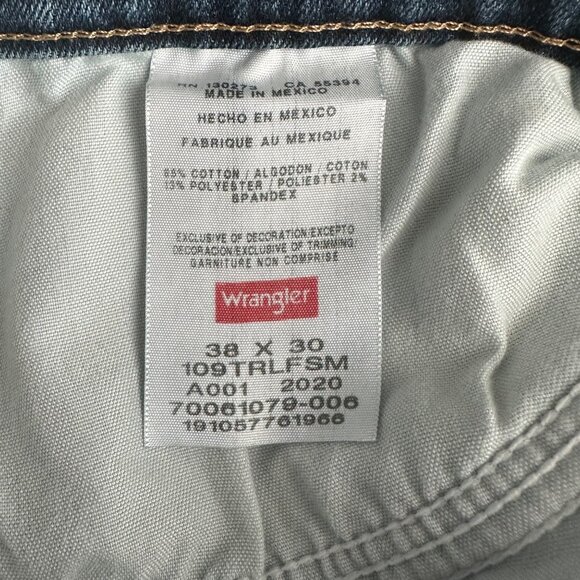 RN 130273 CA 55394
MADE IN MEXICO
HECHO EN MÉXICO
FABRIQUE AU MEXIQUE
85% COTTON / ALGODON / COTON
13% POLYESTER / POLIESTER 2%
SPANDEX
EXCLUSIVE OF DECORATION/EXCEPTO
DECORACION/EXCLUSIVE OF TRIMMING/
GARNITURE NON COMPRISE
Wrangler
38 X 30
109TRLFSM
A001 2020
70061079-006
191057761966